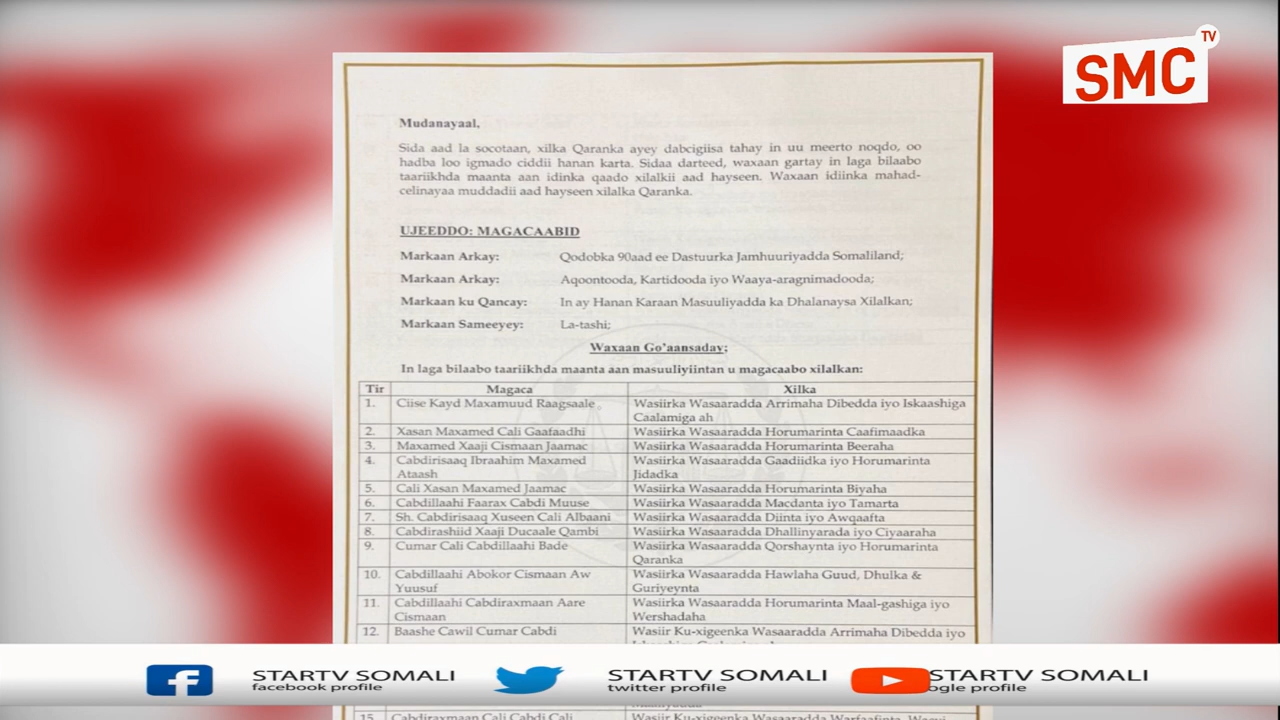 SMC TV
Mudanayaal,
Sida aad la socotaan, xilka Qaranka ayey dabcigiisa tahay in uu meerto noqdo, oo
hadba loo igmado ciddii hanan karta. Sidaa darteed, waxaan gartay in laga bilaabo
taariikhda maanta aan idinka qaado xilalkii aad hayseen. Waxaan idiinka mahad-
celinayaa muddadii aad hayseen xilalka Qaranka.
UJEEDDO: MAGACAABID
Markaan Arkay: Qodobka 90aad ee Dastuurka Jamhuuriyadda Somaliland;
Markaan Arkay: Aqoontooda, Kartidooda iyo Waaya-aragnimadooda;
Markaan ku Qancay: In ay Hanan Karaan Masuuliyadda ka Dhalanaysa Xilalkan;
Markaan Sameeyey: La-tashi;
Waxaan Go'aansaday;
In laga bilaabo taariikhda maanta aan masuuliyiintan u magacaabo xilalkan:
Tir Magaca Xilka
1. Ciise Kayd Maxamuud Raagsaale Wasiirka Wasaaradda Arrimaha Dibedda iyo Iskaashiga
Caalamiga ah
2. Xasan Maxamed Cali Gaafaadhi Wasiirka Wasaaradda Horumarinta Caafimaadka
3. Maxamed Xaaji Cismaan Jaamac Wasiirka Wasaaradda Horumarinta Beeraha
4. Cabdirisaaq Ibraahim Maxamed Wasiirka Wasaaradda Gaadiidka iyo Horumarinta
Ataash Jidadka
5. Cali Xasan Maxamed Jaamac Wasiirka Wasaaradda Horumarinta Biyaha
6. Cabdillaahi Faarax Cabdi Muuse Wasiirka Wasaaradda Macdanta iyo Tamarta
7. Sh. Cabdirisaaq Xuseen Cali Albaani Wasiirka Wasaaradda Diinta iyo Awqaafta
8. Cabdirashiid Xaaji Ducaale Qambi Wasiirka Wasaaradda Dhallinyarada iyo Ciyaaraha
9. Cumar Cali Cabdillaahi Bade Wasiirka Wasaaradda Qorshaynta iyo Horumarinta
Qaranka
10. Cabdillaahi Abokor Cismaan Aw Wasiirka Wasaaradda Hawlaha Guud, Dhulka &
Yuusuf Guriyeynta
11. Cabdillaahi Cabdiraxmaan Aare Wasiirka Wasaaradda Horumarinta Maal-gashiga iyo
Cismaan Wershadaha
12. Baashe Cawil Cumar Cabdi Wasiir Ku-xigeenka Wasaaradda Arrimaha Dibedda iyo
STARTV SOMALI STARTV SOMALI STARTV SOMALI
facebook profile twitter profile ogle profile
15. Cabdiraxmaan Cali Cabdi Cali Wasiir Ku-xigeenka Wasaaradda Warfaafinta,